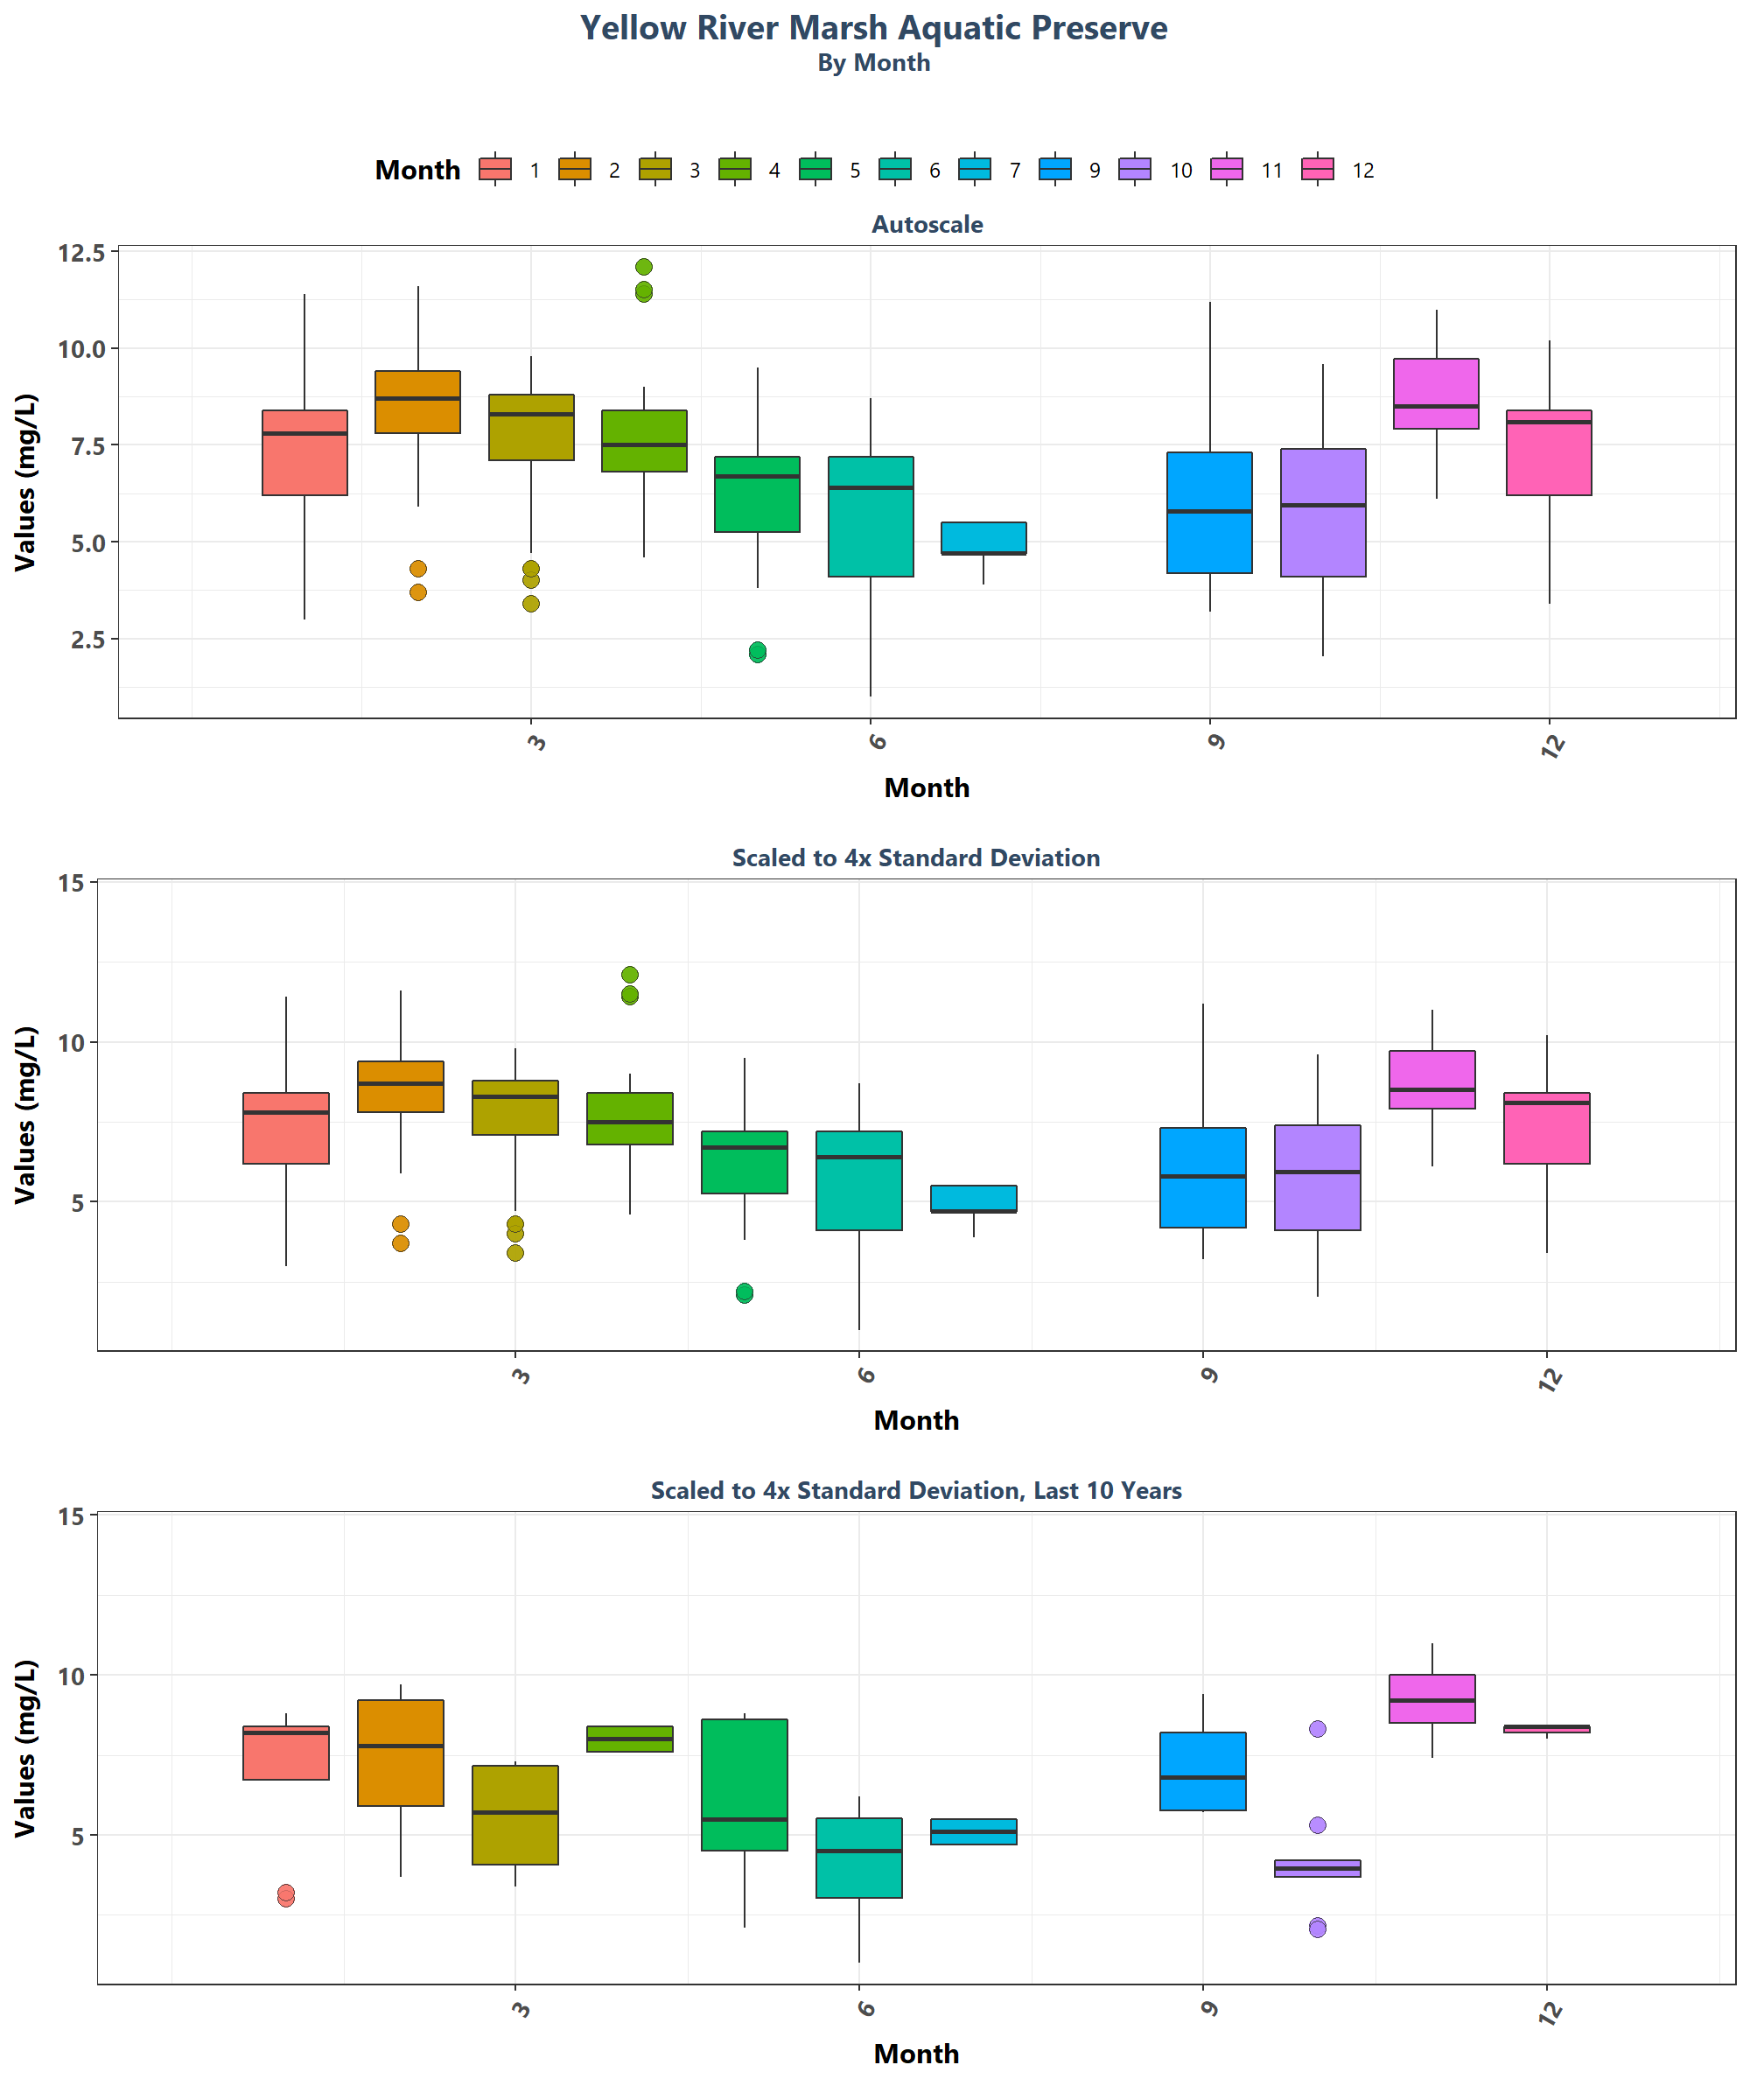 Yellow River Marsh Aquatic Preserve
By Month
Month 1 2 3 4 5 6 7 9 10 11 12
Autoscale
Values (mg/L)
12.5
10.0
7.5
5.0
2.5
3 6 9 12
Month
Scaled to 4x Standard Deviation
Values (mg/L)
15
10
5
3 6 9 12
Month
Scaled to 4x Standard Deviation, Last 10 Years
Values (mg/L)
15
10
5
3 6 9 12
Month